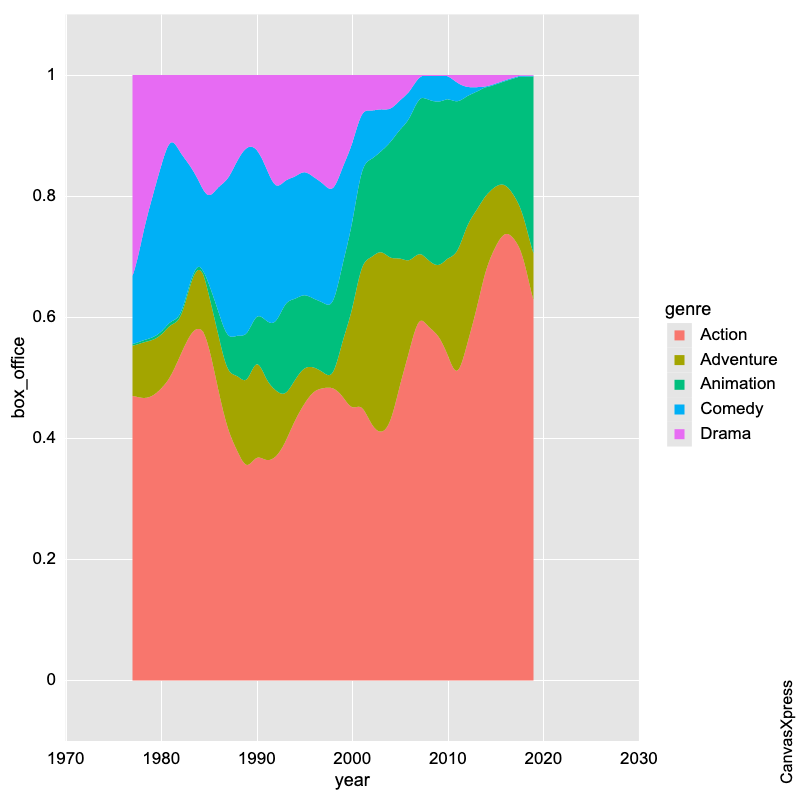 1
0.8
0.6
0.4
0.2
0
box_office
1970 1980 1990 2000 2010 2020 2030
year
genre
Action
Adventure
Animation
Comedy
Drama
CanvasXpress